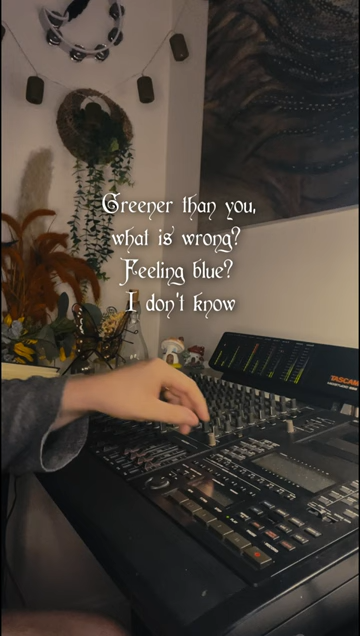 Greener than you,
what is wrong?
Feeling blue?
I don't know
TASCAM